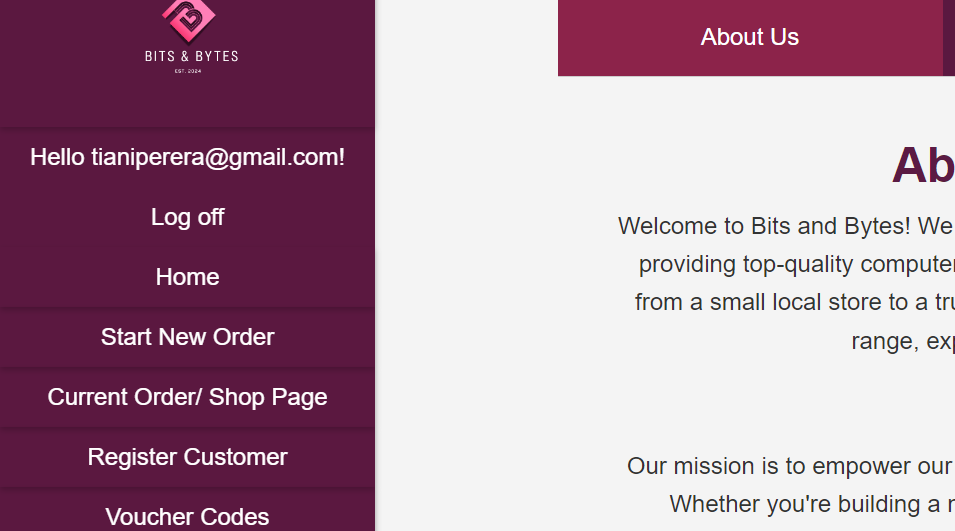 BITS & BYTES
EST. 2024
Hello tianiperera@gmail.com!
Log off
Home
Start New Order
Current Order/ Shop Page
Register Customer
Voucher Codes
About Us
Ab
Welcome to Bits and Bytes! We
providing top-quality computer
from a small local store to a tru
range, exp
Our mission is to empower our
Whether you're building a n